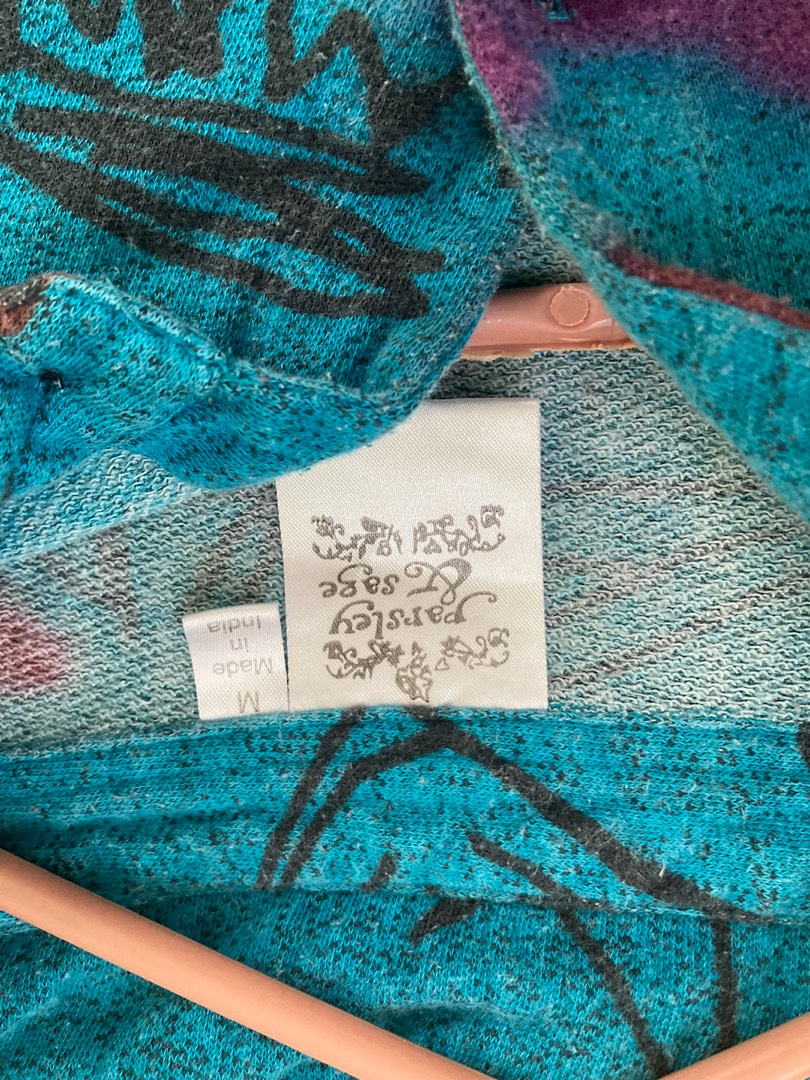 parsley
& sage
M
Made
in
India